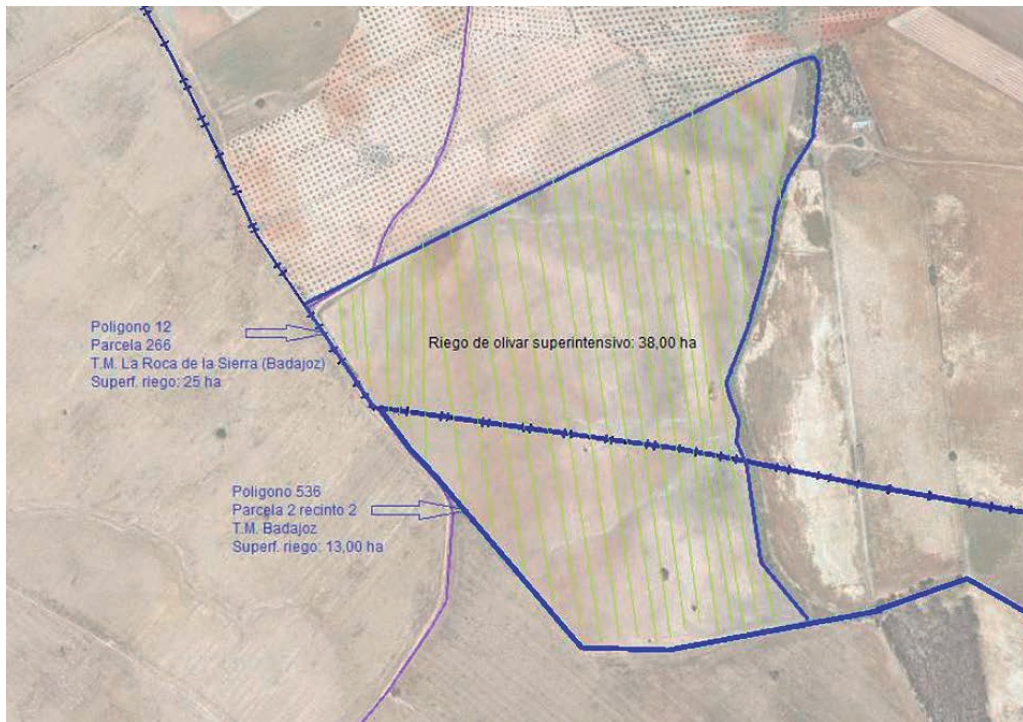 Riego de olivar superintensivo: 38,00 ha
Poligono 12
Parcela 266
T.M. La Roca de la Sierra (Badajoz)
Superf. riego: 25 ha
Poligono 536
Parcela 2 recinto 2
T.M. Badajoz
Superf. riego: 13,00 ha